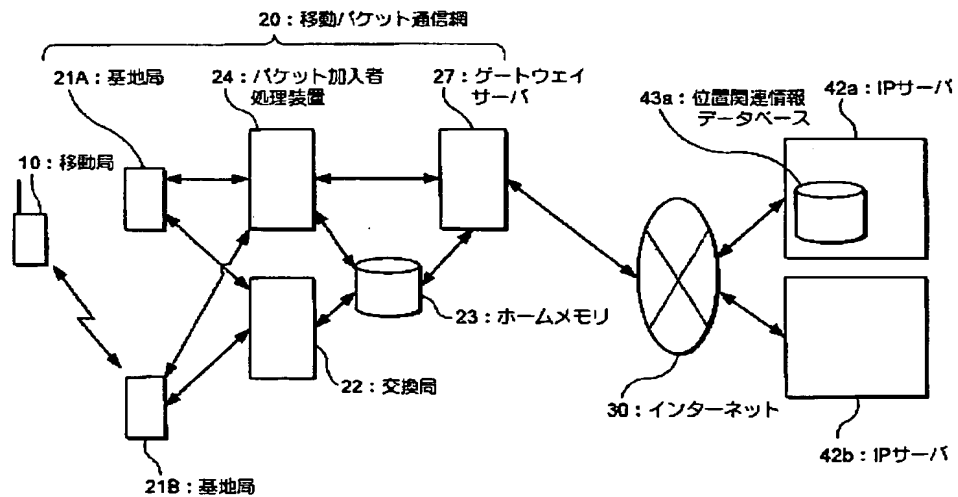 20：移動パケット通信網
21A：基地局
24：パケット加入者
処理装置
27：ゲートウェイ
サーバ
43a：位置関連情報
データベース
42a：IPサーバ
10：移動局
23：ホームメモリ
22：交換局
30：インターネット
21B：基地局
42b：IPサーバ